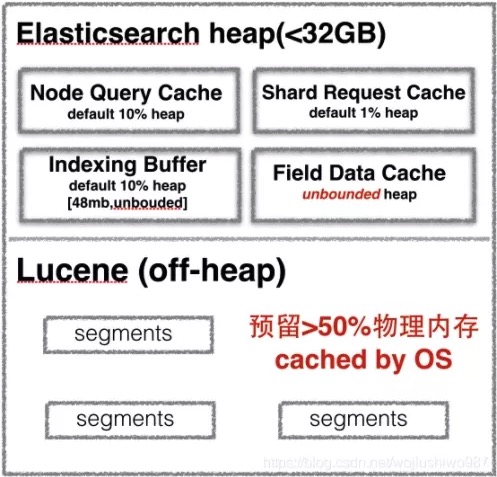 Elasticsearch heap(<32GB)
Node Query Cache
default 10% heap
Shard Request Cache
default 1% heap
Indexing Buffer
default 10% heap
[48mb,unbouded]
Field Data Cache
unbounded heap
Lucene (off-heap)
segments
预留>50%物理内存
cached by OS
segments
segments
https://blog.csdn.net/wojiushiwo987